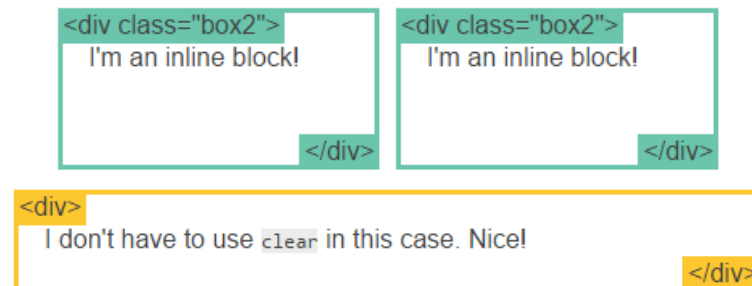 <div class="box2">
I'm an inline block!
</div>
<div class="box2">
I'm an inline block!
</div>
<div>
I don't have to use clear in this case. Nice!
</div>